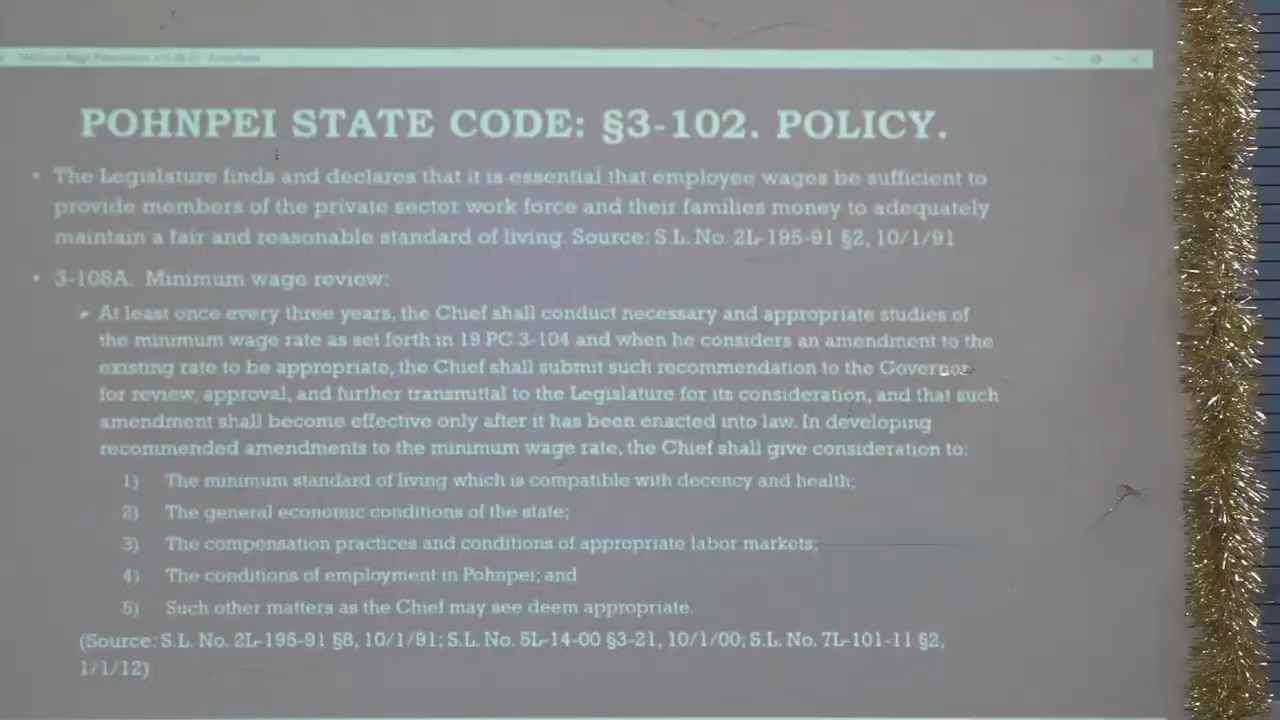 POHNPEI STATE CODE: §3-102. POLICY.
• The Legislature finds and declares that it is essential that employee wages be sufficient to
provide members of the private sector work force and their families money to adequately
maintain a fair and reasonable standard of living. Source: S.L. No. 2L-195-91 §2, 10/1/91
• 3-108A. Minimum wage review:
At least once every three years, the Chief shall conduct necessary and appropriate studies of
the minimum wage rate as set forth in 19 PC 3-104 and when he considers an amendment to the
existing rate to be appropriate, the Chief shall submit such recommendation to the Governor
for review, approval, and further transmittal to the Legislature for its consideration, and that such
amendment shall become effective only after it has been enacted into law. In developing
recommended amendments to the minimum wage rate, the Chief shall give consideration to:
1) The minimum standard of living which is compatible with decency and health;
2) The general economic conditions of the state;
3) The compensation practices and conditions of appropriate labor markets;
4) The conditions of employment in Pohnpei; and
5) Such other matters as the Chief may see deem appropriate.
(Source: S.L. No. 2L-195-91 §8, 10/1/91; S.L. No. 5L-14-00 §3-21, 10/1/00; S.L. No. 7L-101-11 §2,
1/1/12)